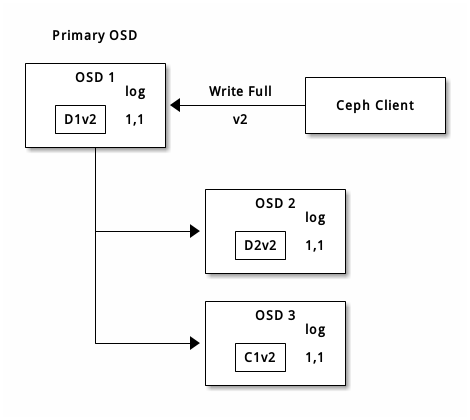 Primary OSD
OSD 1
log
D1v2 1,1
Write Full
v2
Ceph Client
OSD 2
log
D2v2 1,1
OSD 3
log
C1v2 1,1